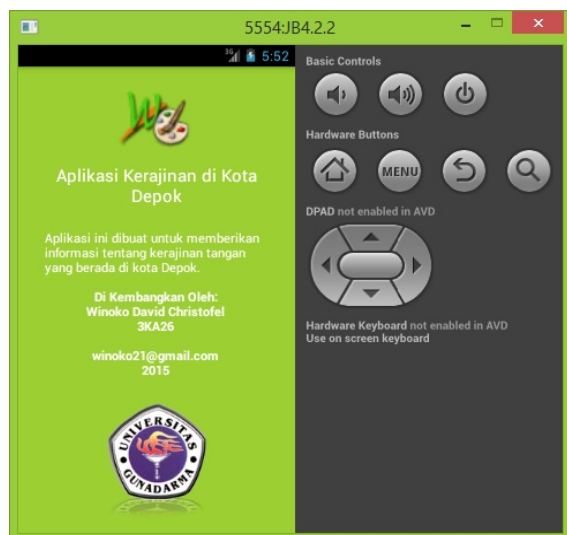 5554:JB4.2.2
3G 5:52
Aplikasi Kerajinan di Kota
Depok
Aplikasi ini dibuat untuk memberikan
informasi tentang kerajinan tangan
yang berada di kota Depok.
Di Kembangkan Oleh:
Winoko David Christofel
3KA26
winoko21@gmail.com
2015
UNIVERSITAS
GUNADARMA
Basic Controls
Hardware Buttons
MENU
DPAD not enabled in AVD
Hardware Keyboard not enabled in AVD
Use on screen keyboard